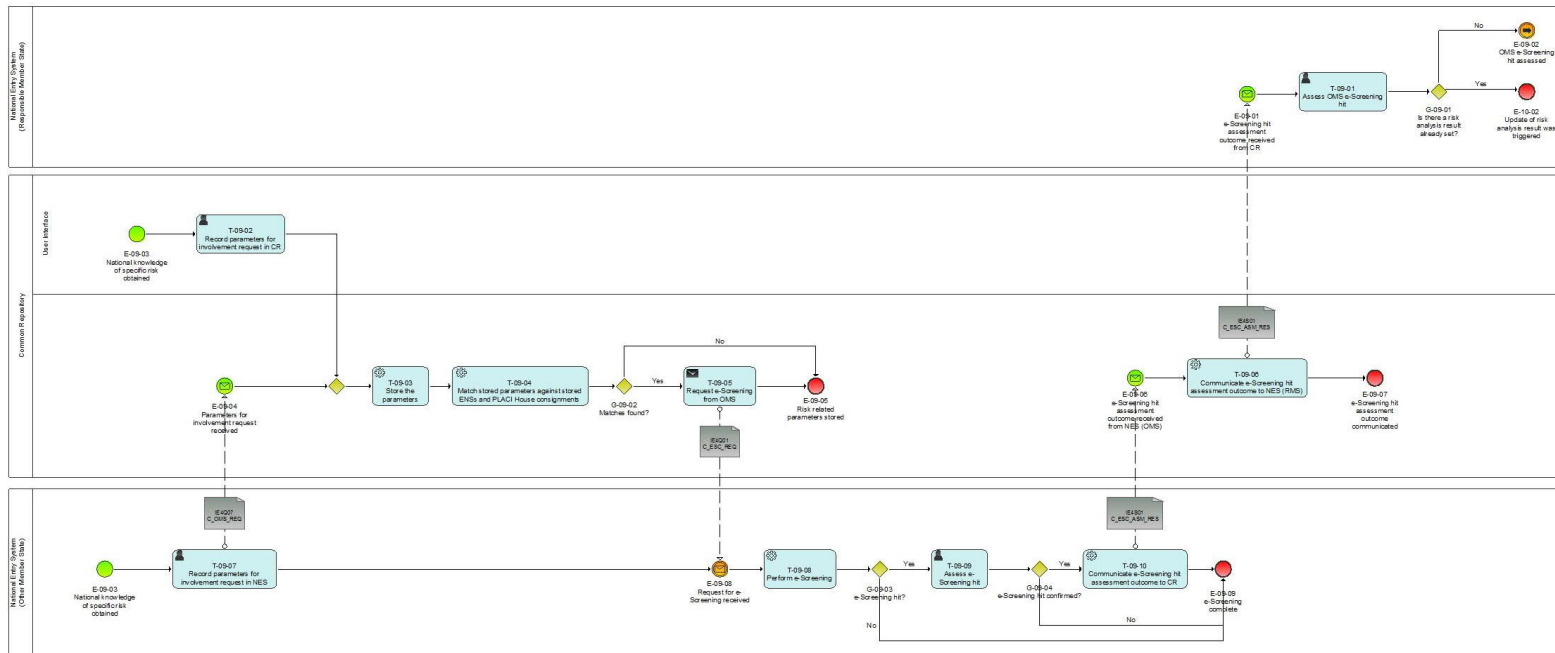 National Entry System
(Responsible Member State)
No
E-09-02
OMS e-Screening
hit assessed
T-09-01
Assess OMS e-Screening
hit
Yes
E-09-01
e-Screening hit
assessment
outcome received
from CR
G-09-01
Is there a risk
analysis result
already set?
E-10-02
Update of risk
analysis result was
triggered
Common Repository
User Interface
T-09-02
Record parameters for
involvement request in CR
E-09-03
National knowledge
of specific risk
obtained
IE4S01
C_ESC_ASM_RES
No
T-09-03
Store the
parameters
T-09-04
Match stored parameters against stored
ENSs and PLACI House consignments
Yes
T-09-05
Request e-Screening
from OMS
T-09-06
Communicate e-Screening hit
assessment outcome to NES (RMS)
E-09-04
Parameters for
involvement request
received
G-09-02
Matches found?
E-09-05
Risk related
parameters stored
E-09-06
e-Screening hit
assessment
outcome received
from NES (OMS)
E-09-07
e-Screening hit
assessment
outcome
communicated
IE4Q01
C_ESC_REQ
National Entry System
(Other Member State)
IE4Q07
C_OMS_REQ
IE4S01
C_ESC_ASM_RES
T-09-07
Record parameters for
involvement request in NES
T-09-08
Perform e-Screening
Yes
T-09-09
Assess e-
Screening hit
Yes
T-09-10
Communicate e-Screening hit
assessment outcome to CR
E-09-03
National knowledge
of specific risk
obtained
E-09-08
Request for e-
Screening received
G-09-03
e-Screening hit?
G-09-04
e-Screening hit confirmed?
E-09-09
e-Screening
complete
No
No